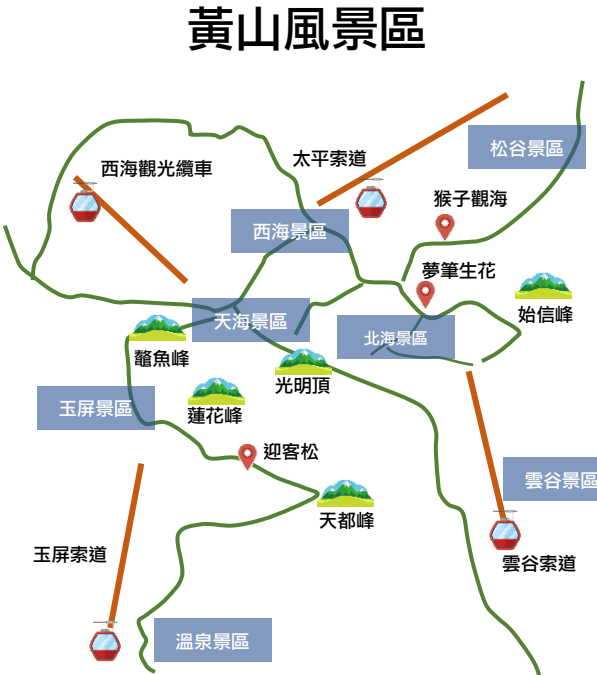 黃山風景區
松谷景區
太平索道
西海觀光纜車
猴子觀海
西海景區
夢筆生花
始信峰
天海景區
北海景區
鼇魚峰
光明頂
玉屏景區
蓮花峰
迎客松
雲谷景區
天都峰
玉屏索道
雲谷索道
溫泉景區